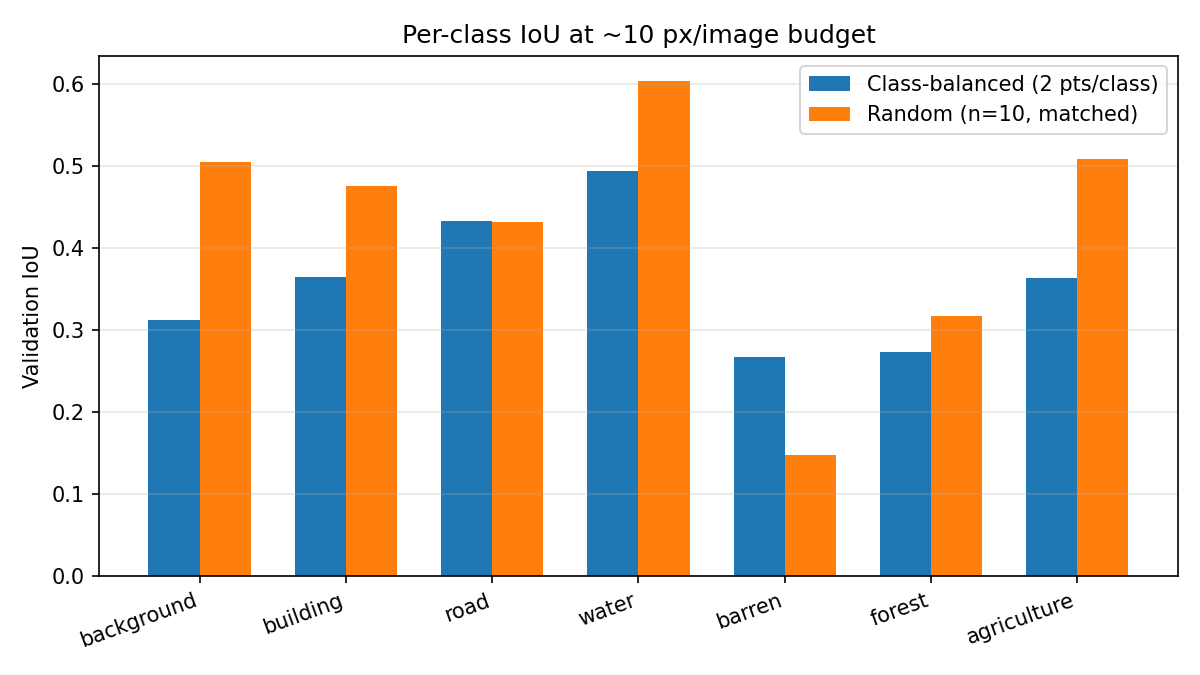 Per-class IoU at ~10 px/image budget
Class-balanced (2 pts/class)
Random (n=10, matched)
Validation IoU
0.6
0.5
0.4
0.3
0.2
0.1
0.0
background
building
road
water
barren
forest
agriculture